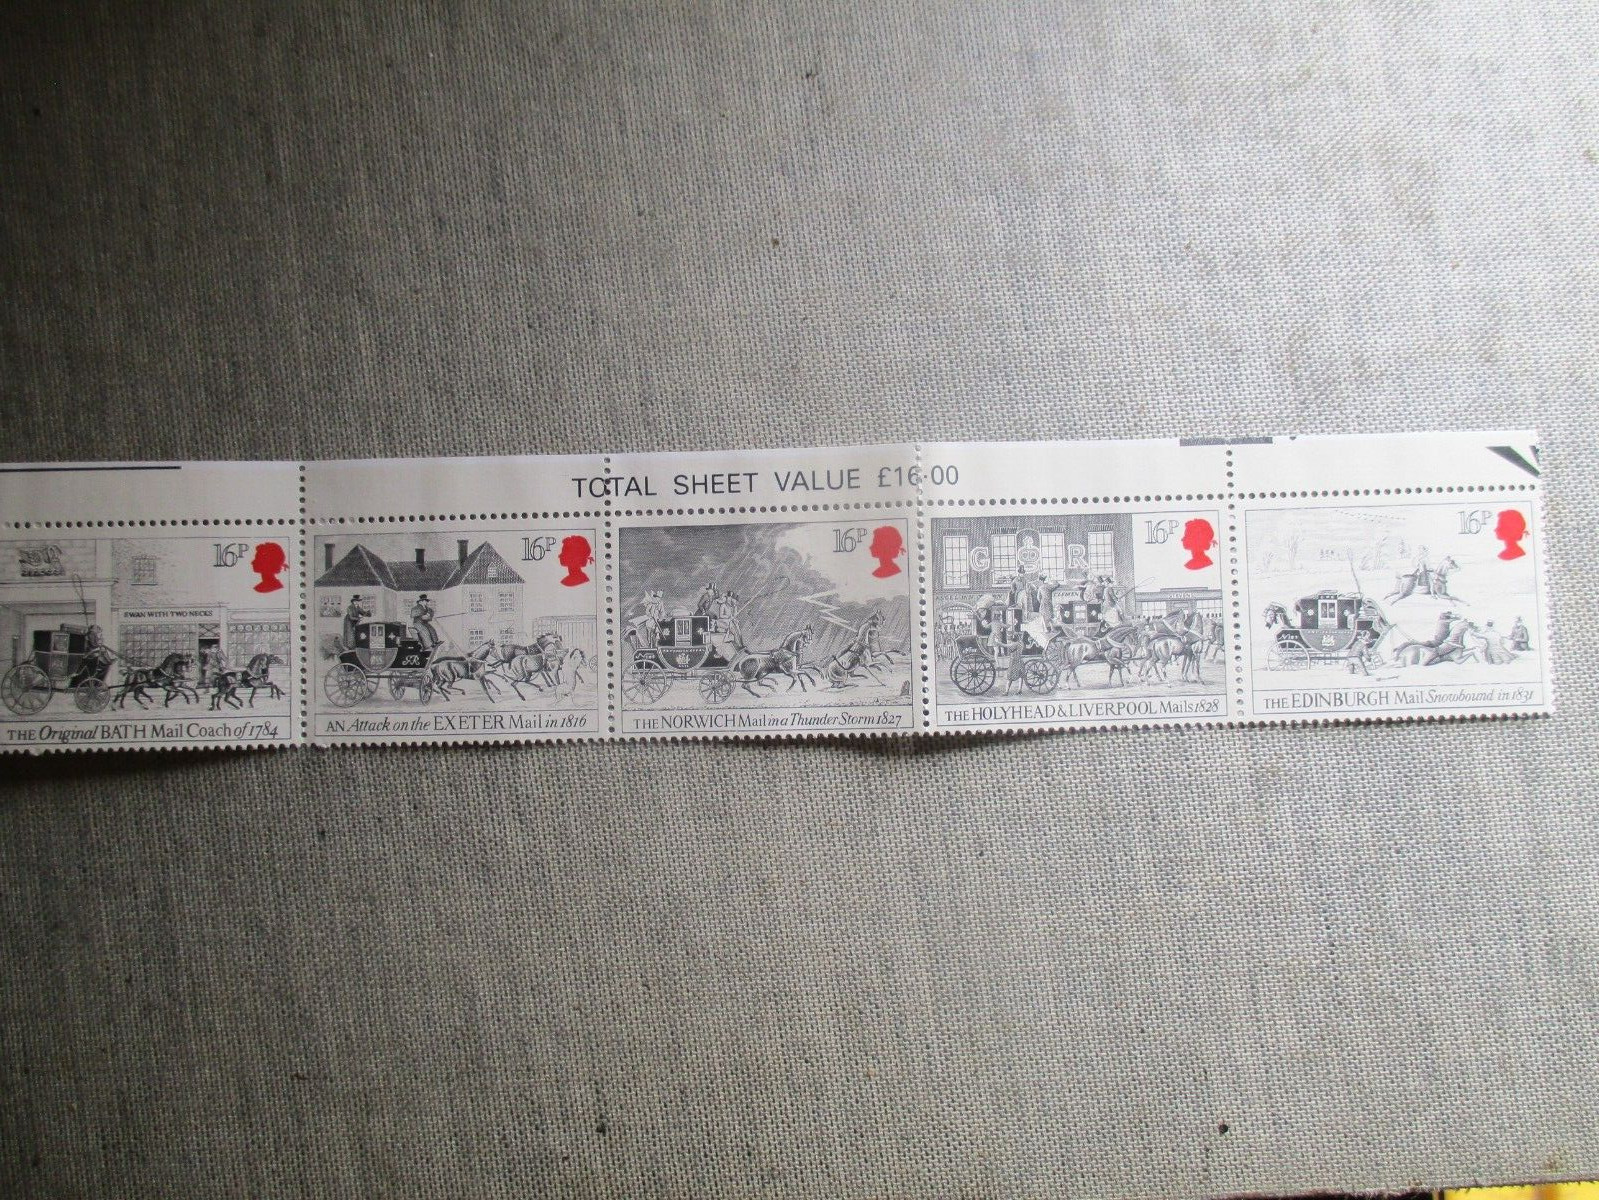 TOTAL SHEET VALUE £16·00
16P
SWAN WITH TWO NECKS
THE Original BATH Mail Coach of 1784
16P
AN Attack on the EXETER Mail in 1816
16P
THE NORWICH Mail in a Thunder Storm 1827
16P
G R
THE HOLYHEAD & LIVERPOOL Mails 1828
16P
THE EDINBURGH Mail Snowbound in 1831